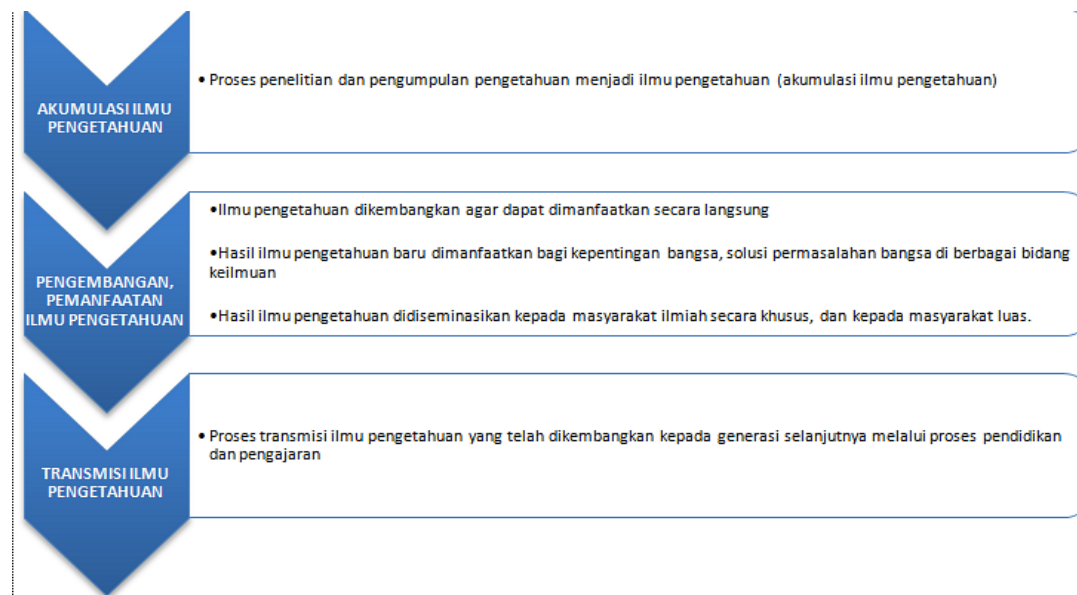 AKUMULASI ILMU
PENGETAHUAN
• Proses penelitian dan pengumpulan pengetahuan menjadi ilmu pengetahuan (akumulasi ilmu pengetahuan)
PENGEMBANGAN,
PEMANFAATAN
ILMU PENGETAHUAN
•Ilmu pengetahuan dikembangkan agar dapat dimanfaatkan secara langsung
•Hasil ilmu pengetahuan baru dimanfaatkan bagi kepentingan bangsa, solusi permasalahan bangsa di berbagai bidang
keilmuan
•Hasil ilmu pengetahuan didiseminasikan kepada masyarakat ilmiah secara khusus, dan kepada masyarakat luas.
TRANSMISI ILMU
PENGETAHUAN
• Proses transmisi ilmu pengetahuan yang telah dikembangkan kepada generasi selanjutnya melalui proses pendidikan
dan pengajaran